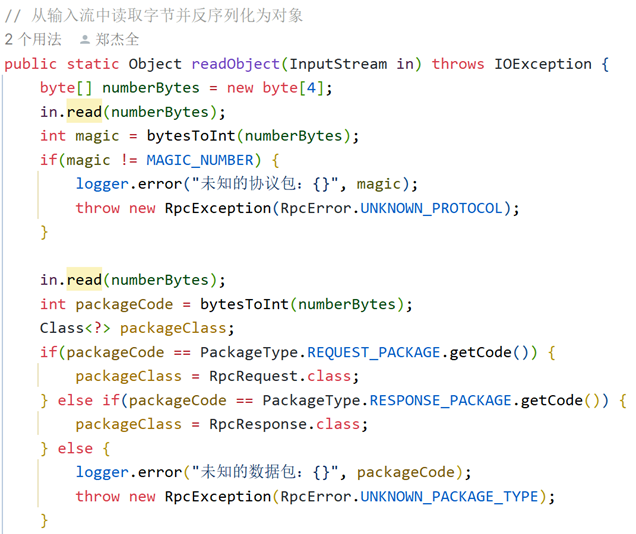 // 从输入流中读取字节并反序列化为对象
2 个用法 郑杰全
public static Object readObject(InputStream in) throws IOException {
    byte[] numberBytes = new byte[4];
    in.read(numberBytes);
    int magic = bytesToInt(numberBytes);
    if(magic != MAGIC_NUMBER) {
        logger.error("未知的协议包：{}", magic);
        throw new RpcException(RpcError.UNKNOWN_PROTOCOL);
    }

    in.read(numberBytes);
    int packageCode = bytesToInt(numberBytes);
    Class<?> packageClass;
    if(packageCode == PackageType.REQUEST_PACKAGE.getCode()) {
        packageClass = RpcRequest.class;
    } else if(packageCode == PackageType.RESPONSE_PACKAGE.getCode()) {
        packageClass = RpcResponse.class;
    } else {
        logger.error("未知的数据包：{}", packageCode);
        throw new RpcException(RpcError.UNKNOWN_PACKAGE_TYPE);
    }